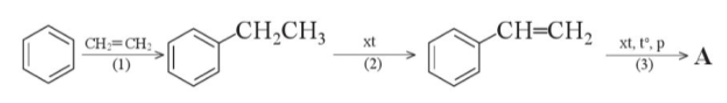 CH₂=CH₂
(1)
CH₂CH₃
xt
(2)
CH=CH₂
xt, t°, p
(3)
A